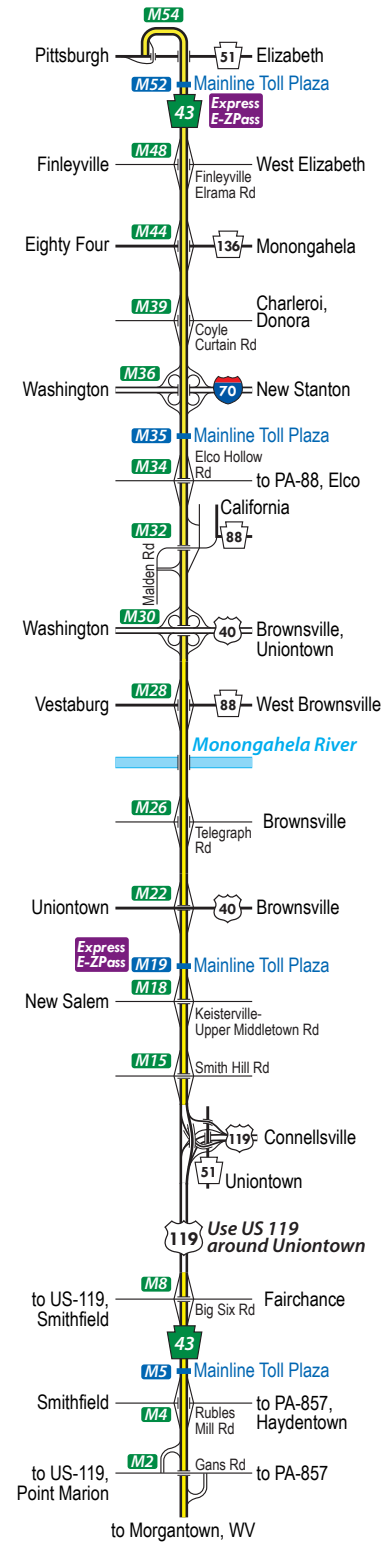 M54
Pittsburgh
51
Elizabeth
M52
Mainline Toll Plaza
43
Express
E-ZPass
M48
Finleyville
West Elizabeth
Finleyville
Elrama Rd
M44
Eighty Four
136
Monongahela
M39
Charleroi,
Donora
Coyle
Curtain Rd
M36
Washington
70
New Stanton
M35
Mainline Toll Plaza
M34
Elco Hollow
Rd
to PA-88, Elco
California
M32
88
Malden Rd
M30
Washington
40
Brownsville,
Uniontown
M28
Vestaburg
88
West Brownsville
Monongahela River
M26
Brownsville
Telegraph
Rd
M22
Uniontown
40
Brownsville
Express
E-ZPass
M19
Mainline Toll Plaza
M18
New Salem
Keisterville-
Upper Middletown Rd
M15
Smith Hill Rd
119
Connellsville
51
Uniontown
119
Use US 119
around Uniontown
M8
to US-119,
Smithfield
Fairchance
Big Six Rd
43
M5
Mainline Toll Plaza
Smithfield
M4
Rubles
Mill Rd
to PA-857,
Haydentown
M2
Gans Rd
to US-119,
Point Marion
to PA-857
to Morgantown, WV